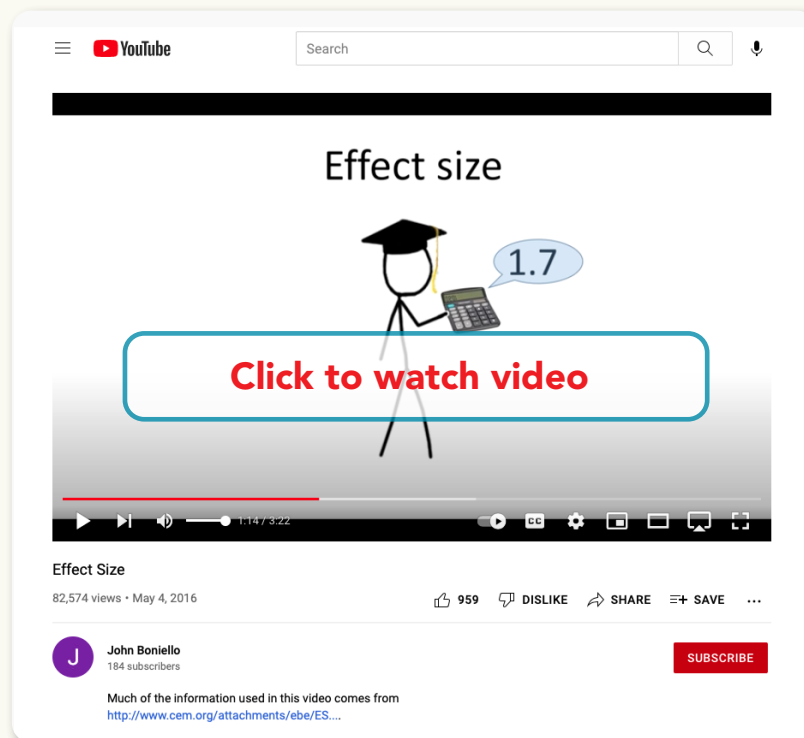 YouTube
Search
Effect size
1.7
Click to watch video
1:14 / 3:22
CC
Effect Size
82,574 views • May 4, 2016
959 DISLIKE SHARE SAVE ...
J
John Boniello
184 subscribers
SUBSCRIBE
Much of the information used in this video comes from
http://www.cem.org/attachments/ebe/ES....